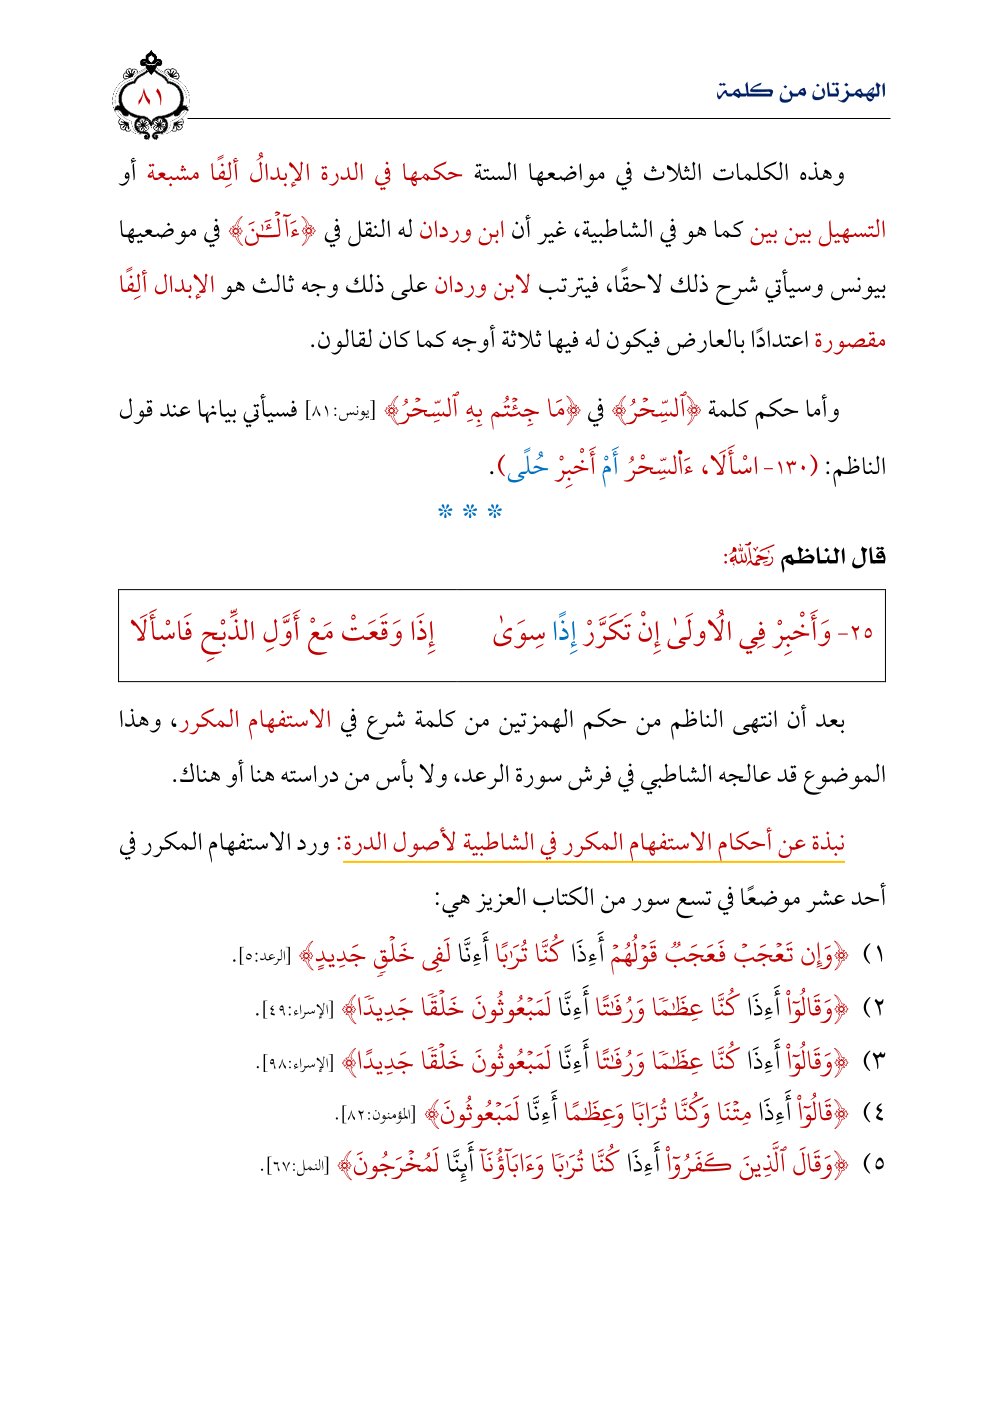 الهمزتان من كلمة
٨١
وهذه الكلمات الثلاث في مواضعها الستة حكمها في الدرة الإبدالُ ألِفًا مشبعة أو
التسهيل بين بين كما هو في الشاطبية، غير أن ابن وردان له النقل في ﴿ءَآلۡـَٰٔنَ﴾ في موضعيها
بيونس وسيأتي شرح ذلك لاحقًا، فيترتب لابن وردان على ذلك وجه ثالث هو الإبدال ألِفًا
مقصورة اعتدادًا بالعارض فيكون له فيها ثلاثة أوجه كما كان لقالون.
وأما حكم كلمة ﴿ٱلسِّحۡرُ﴾ في ﴿مَا جِئۡتُم بِهِ ٱلسِّحۡرُ﴾ [يونس:٨١] فسيأتي بيانها عند قول
الناظم: (١٣٠- اسْأَلَا، ءَاْلسِّحْرُ أَمْ أَخْبِرْ حُلًى).
* * *
قال الناظم رَحِمَهُ ٱللَّهُ:
٢٥- وَأَخْبِرْ فِي الُاولَىٰ إِنْ تَكَرَّرْ إِذًا سِوَىٰ إِذَا وَقَعَتْ مَعْ أَوَّلِ الذِّبْحِ فَاسْأَلَا
بعد أن انتهى الناظم من حكم الهمزتين من كلمة شرع في الاستفهام المكرر، وهذا
الموضوع قد عالجه الشاطبي في فرش سورة الرعد، ولا بأس من دراسته هنا أو هناك.
نبذة عن أحكام الاستفهام المكرر في الشاطبية لأصول الدرة: ورد الاستفهام المكرر في
أحد عشر موضعًا في تسع سور من الكتاب العزيز هي:
١) ﴿وَإِن تَعۡجَبۡ فَعَجَبٞ قَوۡلُهُمۡ أَءِذَا كُنَّا تُرَٰبًا أَءِنَّا لَفِى خَلۡقٖ جَدِيدٍ﴾ [الرعد:٥].
٢) ﴿وَقَالُوٓاْ أَءِذَا كُنَّا عِظَٰمٗا وَرُفَٰتًا أَءِنَّا لَمَبۡعُوثُونَ خَلۡقٗا جَدِيدٗا﴾ [الإسراء:٤٩].
٣) ﴿وَقَالُوٓاْ أَءِذَا كُنَّا عِظَٰمٗا وَرُفَٰتًا أَءِنَّا لَمَبۡعُوثُونَ خَلۡقٗا جَدِيدًا﴾ [الإسراء:٩٨].
٤) ﴿قَالُوٓاْ أَءِذَا مِتۡنَا وَكُنَّا تُرَابٗا وَعِظَٰمًا أَءِنَّا لَمَبۡعُوثُونَ﴾ [المؤمنون:٨٢].
٥) ﴿وَقَالَ ٱلَّذِينَ كَفَرُوٓاْ أَءِذَا كُنَّا تُرَٰبٗا وَءَابَآؤُنَآ أَئِنَّا لَمُخۡرَجُونَ﴾ [النمل:٦٧].